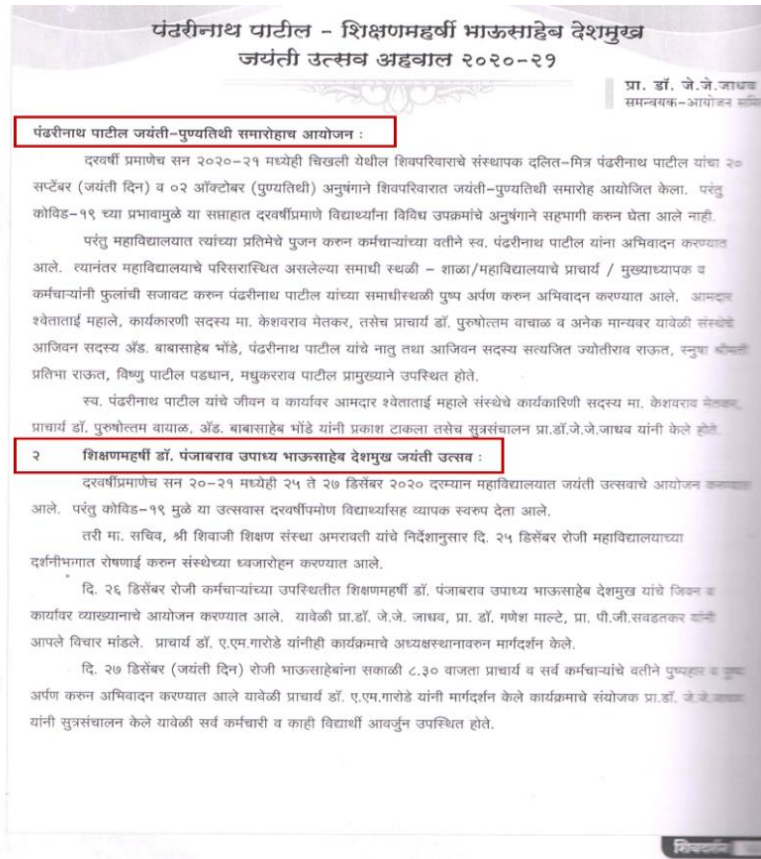 पंढरीनाथ पाटील - शिक्षणमहर्षी भाऊसाहेब देशमुख
जयंती उत्सव अहवाल २०२०-२१
प्रा. डॉ. जे.जे.जाधव
समन्वयक-आयोजन
पंढरीनाथ पाटील जयंती-पुण्यतिथी समारोहाच आयोजन :
दरवर्षी प्रमाणेच सन २०२०-२१ मध्येही चिखली येथील शिवपरिवाराचे संस्थापक दलित-मित्र पंढरीनाथ पाटील यांचा २०
सप्टेंबर (जयंती दिन) व ०२ ऑक्टोबर (पुण्यतिथी) अनुषंगाने शिवपरिवारात जयंती-पुण्यतिथी समारोह आयोजित केला. परंतु
कोविड-१९ च्या प्रभावामुळे या सप्ताहात दरवर्षीप्रमाणे विद्यार्थ्यांना विविध उपक्रमांचे अनुषंगाने सहभागी करुन घेता आले नाही.
परंतु महाविद्यालयात त्यांच्या प्रतिमेचे पुजन करुन कर्मचाऱ्यांच्या वतीने स्व. पंढरीनाथ पाटील यांना अभिवादन करण्यात
आले. त्यानंतर महाविद्यालयाचे परिसरास्थित असलेल्या समाधी स्थळी - शाळा/महाविद्यालयाचे प्राचार्य / मुख्याध्यापक व
कर्मचाऱ्यांनी फुलांची सजावट करुन पंढरीनाथ पाटील यांच्या समाधीस्थळी पुष्प अर्पण करुन अभिवादन करण्यात आले. आमदार
श्वेताताई महाले, कार्यकारणी सदस्य मा. केशवराव मेतकर, तसेच प्राचार्य डॉ. पुरुषोत्तम वाचाळ व अनेक मान्यवर यावेळी संस्थेचे
आजिवन सदस्य अ‍ॅड. बाबासाहेब भोंडे, पंढरीनाथ पाटील यांचे नातु तथा आजिवन सदस्य सत्यजित ज्योतीराव राऊत, स्नुषा श्रीमती
प्रतिभा राऊत, विष्णु पाटील पडघान, मधुकरराव पाटील प्रामुख्याने उपस्थित होते.
स्व. पंढरीनाथ पाटील यांचे जीवन व कार्यावर आमदार श्वेताताई महाले संस्थेचे कार्यकारिणी सदस्य मा. केशवराव मेतकर,
प्राचार्य डॉ. पुरुषोत्तम वायाळ, अ‍ॅड. बाबासाहेब भोंडे यांनी प्रकाश टाकला तसेच सुत्रसंचालन प्रा.डॉ.जे.जे.जाधव यांनी केले होते.
२ शिक्षणमहर्षी डॉ. पंजाबराव उपाध्य भाऊसाहेब देशमुख जयंती उत्सव :
दरवर्षीप्रमाणेच सन २०-२१ मध्येही २५ ते २७ डिसेंबर २०२० दरम्यान महाविद्यालयात जयंती उत्सवाचे आयोजन करण्यात
आले. परंतु कोविड-१९ मुळे या उत्सवास दरवर्षीपमोण विद्यार्थ्यासह व्यापक स्वरुप देता आले.
तरी मा. सचिव, श्री शिवाजी शिक्षण संस्था अमरावती यांचे निर्देशानुसार दि. २५ डिसेंबर रोजी महाविद्यालयाच्या
दर्शनीभागात रोषणाई करुन संस्थेच्या ध्वजारोहन करण्यात आले.
दि. २६ डिसेंबर रोजी कर्मचाऱ्यांच्या उपस्थितीत शिक्षणमहर्षी डॉ. पंजाबराव उपाध्य भाऊसाहेब देशमुख यांचे जिवन व
कार्यावर व्याख्यानाचे आयोजन करण्यात आले. यावेळी प्रा.डॉ. जे.जे. जाधव, प्रा. डॉ. गणेश माल्टे, प्रा. पी.जी.सवडतकर यांनी
आपले विचार मांडले. प्राचार्य डॉ. ए.एम.गारोडे यांनीही कार्यक्रमाचे अध्यक्षस्थानावरुन मार्गदर्शन केले.
दि. २७ डिसेंबर (जयंती दिन) रोजी भाऊसाहेबांना सकाळी ८.३० वाजता प्राचार्य व सर्व कर्मचाऱ्यांचे वतीने पुष्पहार व पुष्प
अर्पण करुन अभिवादन करण्यात आले यावेळी प्राचार्य डॉ. ए.एम.गारोडे यांनी मार्गदर्शन केले कार्यक्रमाचे संयोजक प्रा.डॉ. जे.जे.जाधव
यांनी सुत्रसंचालन केले यावेळी सर्व कर्मचारी व काही विद्यार्थी आवर्जुन उपस्थित होते.
शिवदर्शन